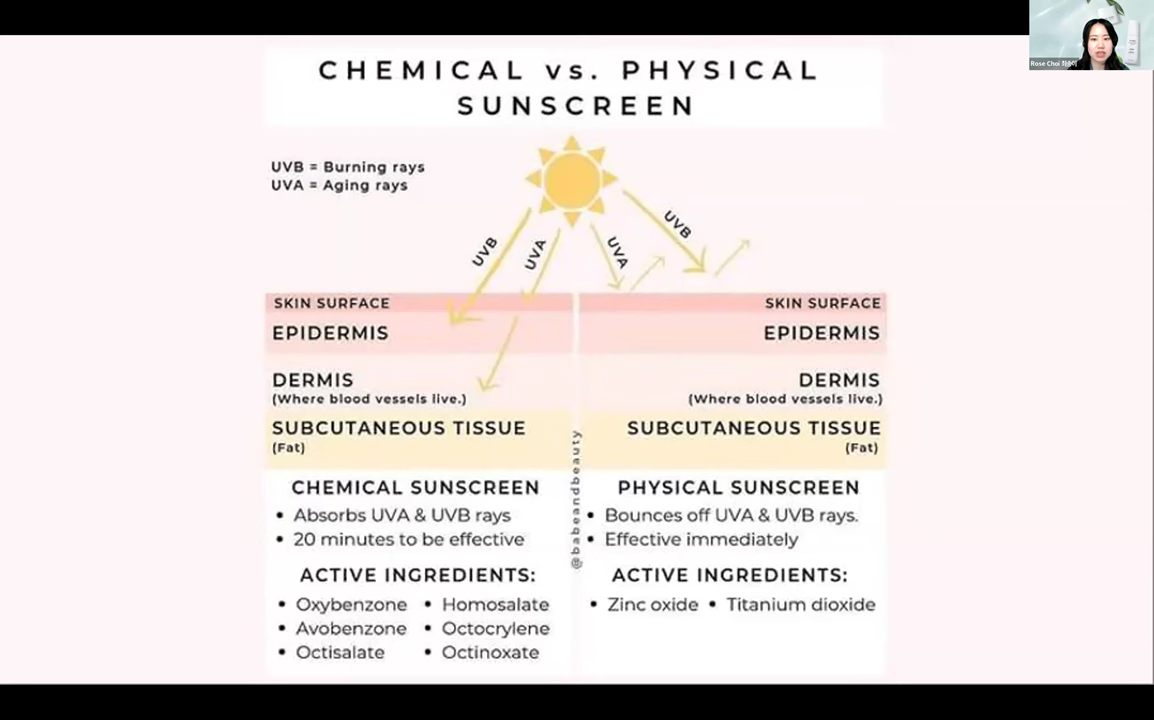 Rose Choi
CHEMICAL vs. PHYSICAL
SUNSCREEN
UVB = Burning rays
UVA = Aging rays
UVB
UVA
UVA
UVB
SKIN SURFACE
EPIDERMIS
DERMIS
(Where blood vessels live.)
SUBCUTANEOUS TISSUE
(Fat)
SKIN SURFACE
EPIDERMIS
DERMIS
(Where blood vessels live.)
SUBCUTANEOUS TISSUE
(Fat)
@babeandbeauty
CHEMICAL SUNSCREEN
• Absorbs UVA & UVB rays
• 20 minutes to be effective
ACTIVE INGREDIENTS:
• Oxybenzone • Homosalate
• Avobenzone • Octocrylene
• Octisalate • Octinoxate
PHYSICAL SUNSCREEN
• Bounces off UVA & UVB rays.
• Effective immediately
ACTIVE INGREDIENTS:
• Zinc oxide • Titanium dioxide